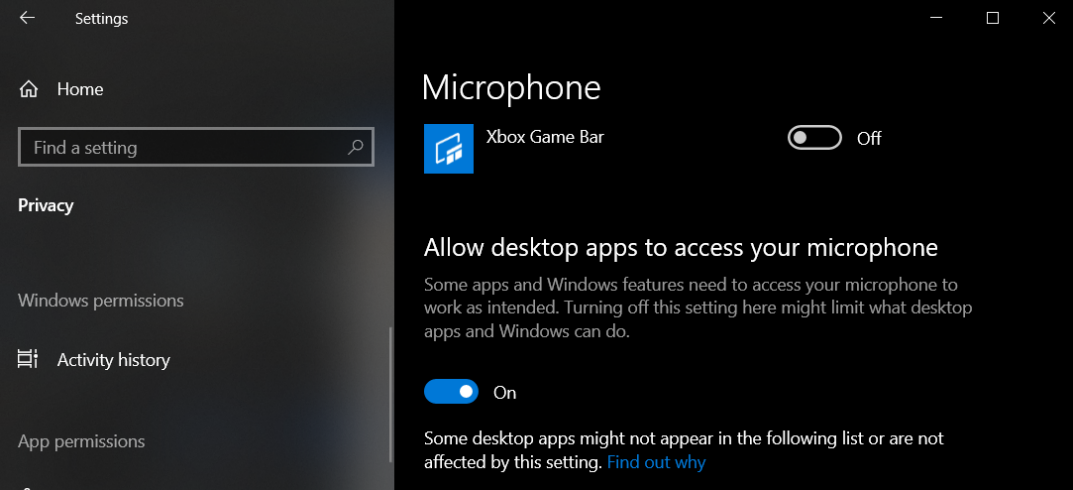 Settings
Home
Find a setting
Privacy
Windows permissions
Activity history
App permissions
Microphone
Xbox Game Bar
Off
Allow desktop apps to access your microphone
Some apps and Windows features need to access your microphone to
work as intended. Turning off this setting here might limit what desktop
apps and Windows can do.
On
Some desktop apps might not appear in the following list or are not
affected by this setting. Find out why